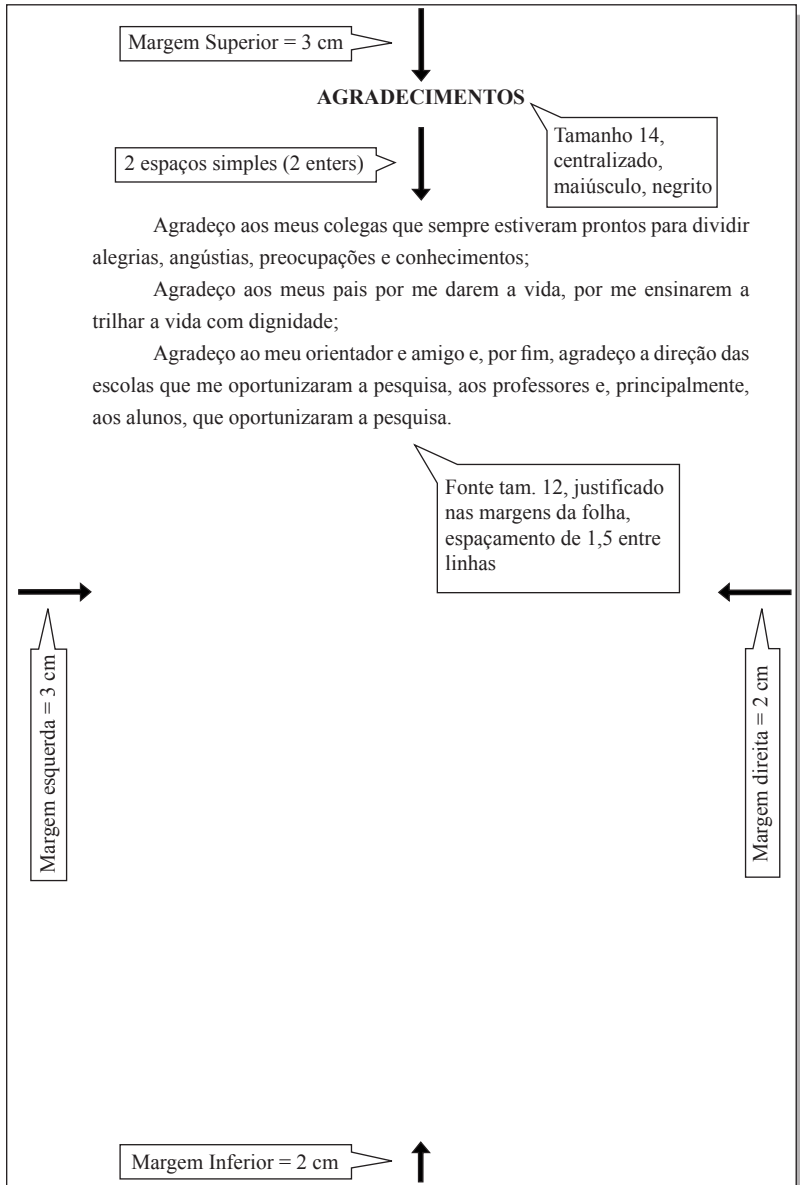 Margem Superior = 3 cm
AGRADECIMENTOS
Tamanho 14,
centralizado,
maiúsculo, negrito
2 espaços simples (2 enters)
Agradeço aos meus colegas que sempre estiveram prontos para dividir
alegrias, angústias, preocupações e conhecimentos;
Agradeço aos meus pais por me darem a vida, por me ensinarem a
trilhar a vida com dignidade;
Agradeço ao meu orientador e amigo e, por fim, agradeço a direção das
escolas que me oportunizaram a pesquisa, aos professores e, principalmente,
aos alunos, que oportunizaram a pesquisa.
Fonte tam. 12, justificado
nas margens da folha,
espaçamento de 1,5 entre
linhas
Margem esquerda = 3 cm
Margem direita = 2 cm
Margem Inferior = 2 cm